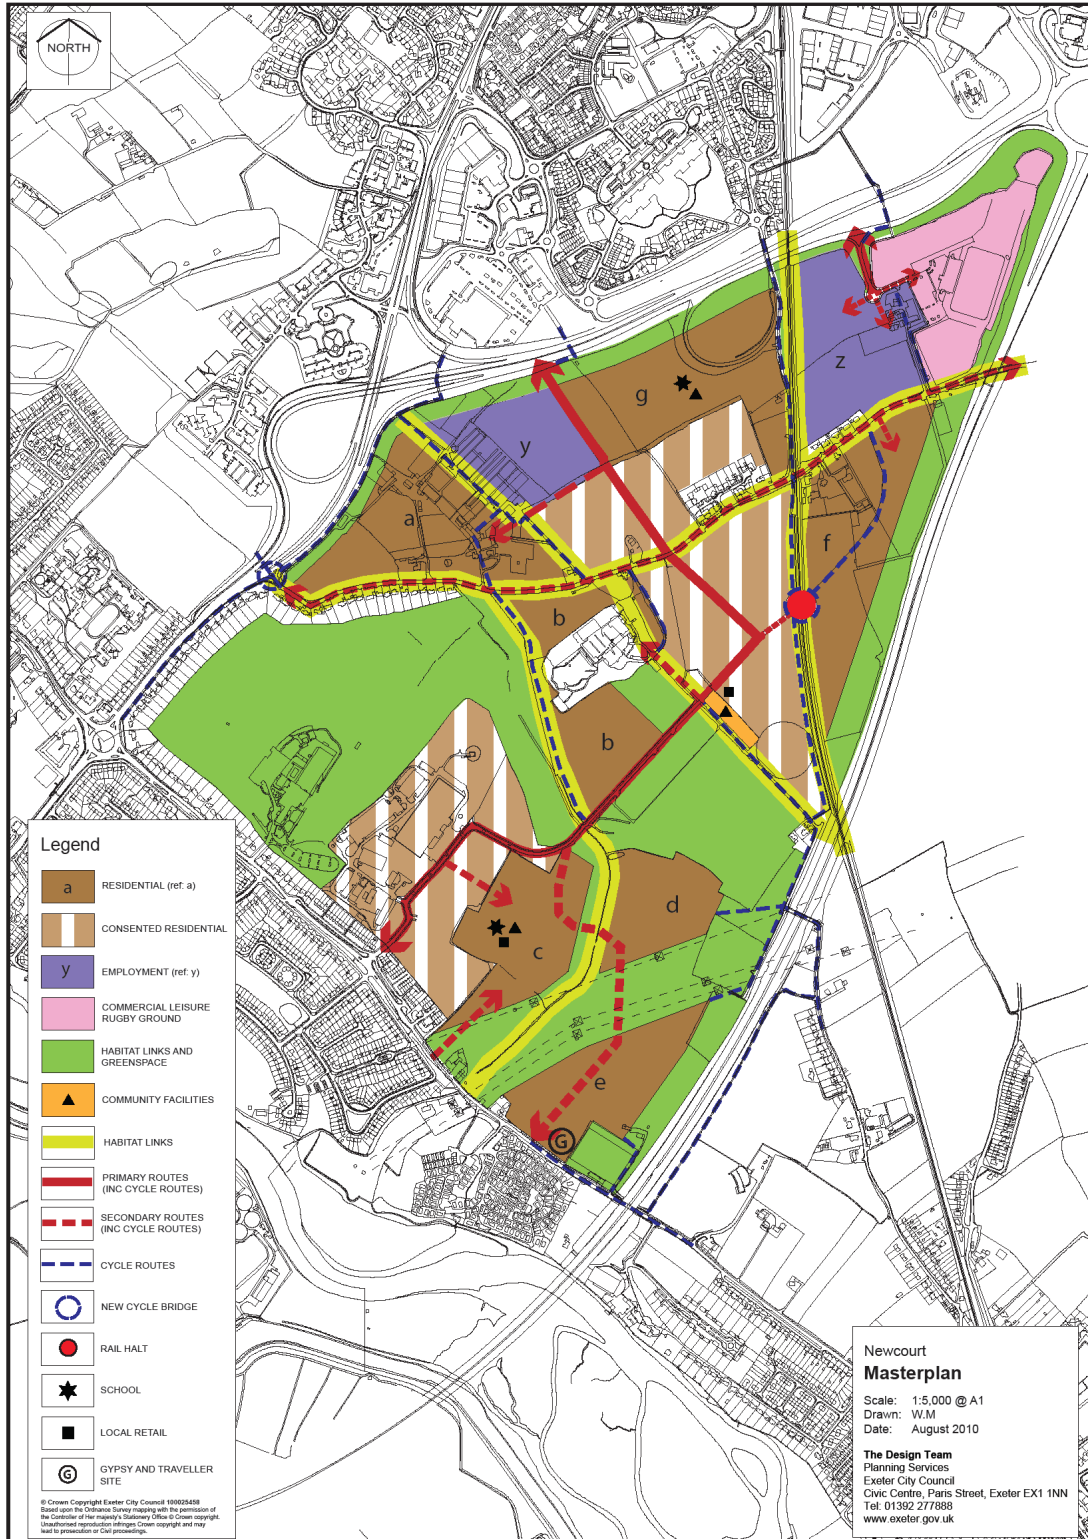 NORTH
g
z
y
a
f
b
b
d
c
e
G
Legend
a
RESIDENTIAL (ref: a)
CONSENTED RESIDENTIAL
y
EMPLOYMENT (ref: y)
COMMERCIAL LEISURE
RUGBY GROUND
HABITAT LINKS AND
GREENSPACE
COMMUNITY FACILITIES
HABITAT LINKS
PRIMARY ROUTES
(INC CYCLE ROUTES)
SECONDARY ROUTES
(INC CYCLE ROUTES)
CYCLE ROUTES
NEW CYCLE BRIDGE
RAIL HALT
SCHOOL
LOCAL RETAIL
G
GYPSY AND TRAVELLER
SITE
© Crown Copyright Exeter City Council 100025458
Based upon the Ordnance Survey mapping with the permission of
the Controller of Her majesty's Stationery Office © Crown copyright.
Unauthorised reproduction infringes Crown copyright and may
lead to prosecution or Civil proceedings.
Newcourt
Masterplan
Scale: 1:5,000 @ A1
Drawn: W.M
Date: August 2010
The Design Team
Planning Services
Exeter City Council
Civic Centre, Paris Street, Exeter EX1 1NN
Tel: 01392 277888
www.exeter.gov.uk